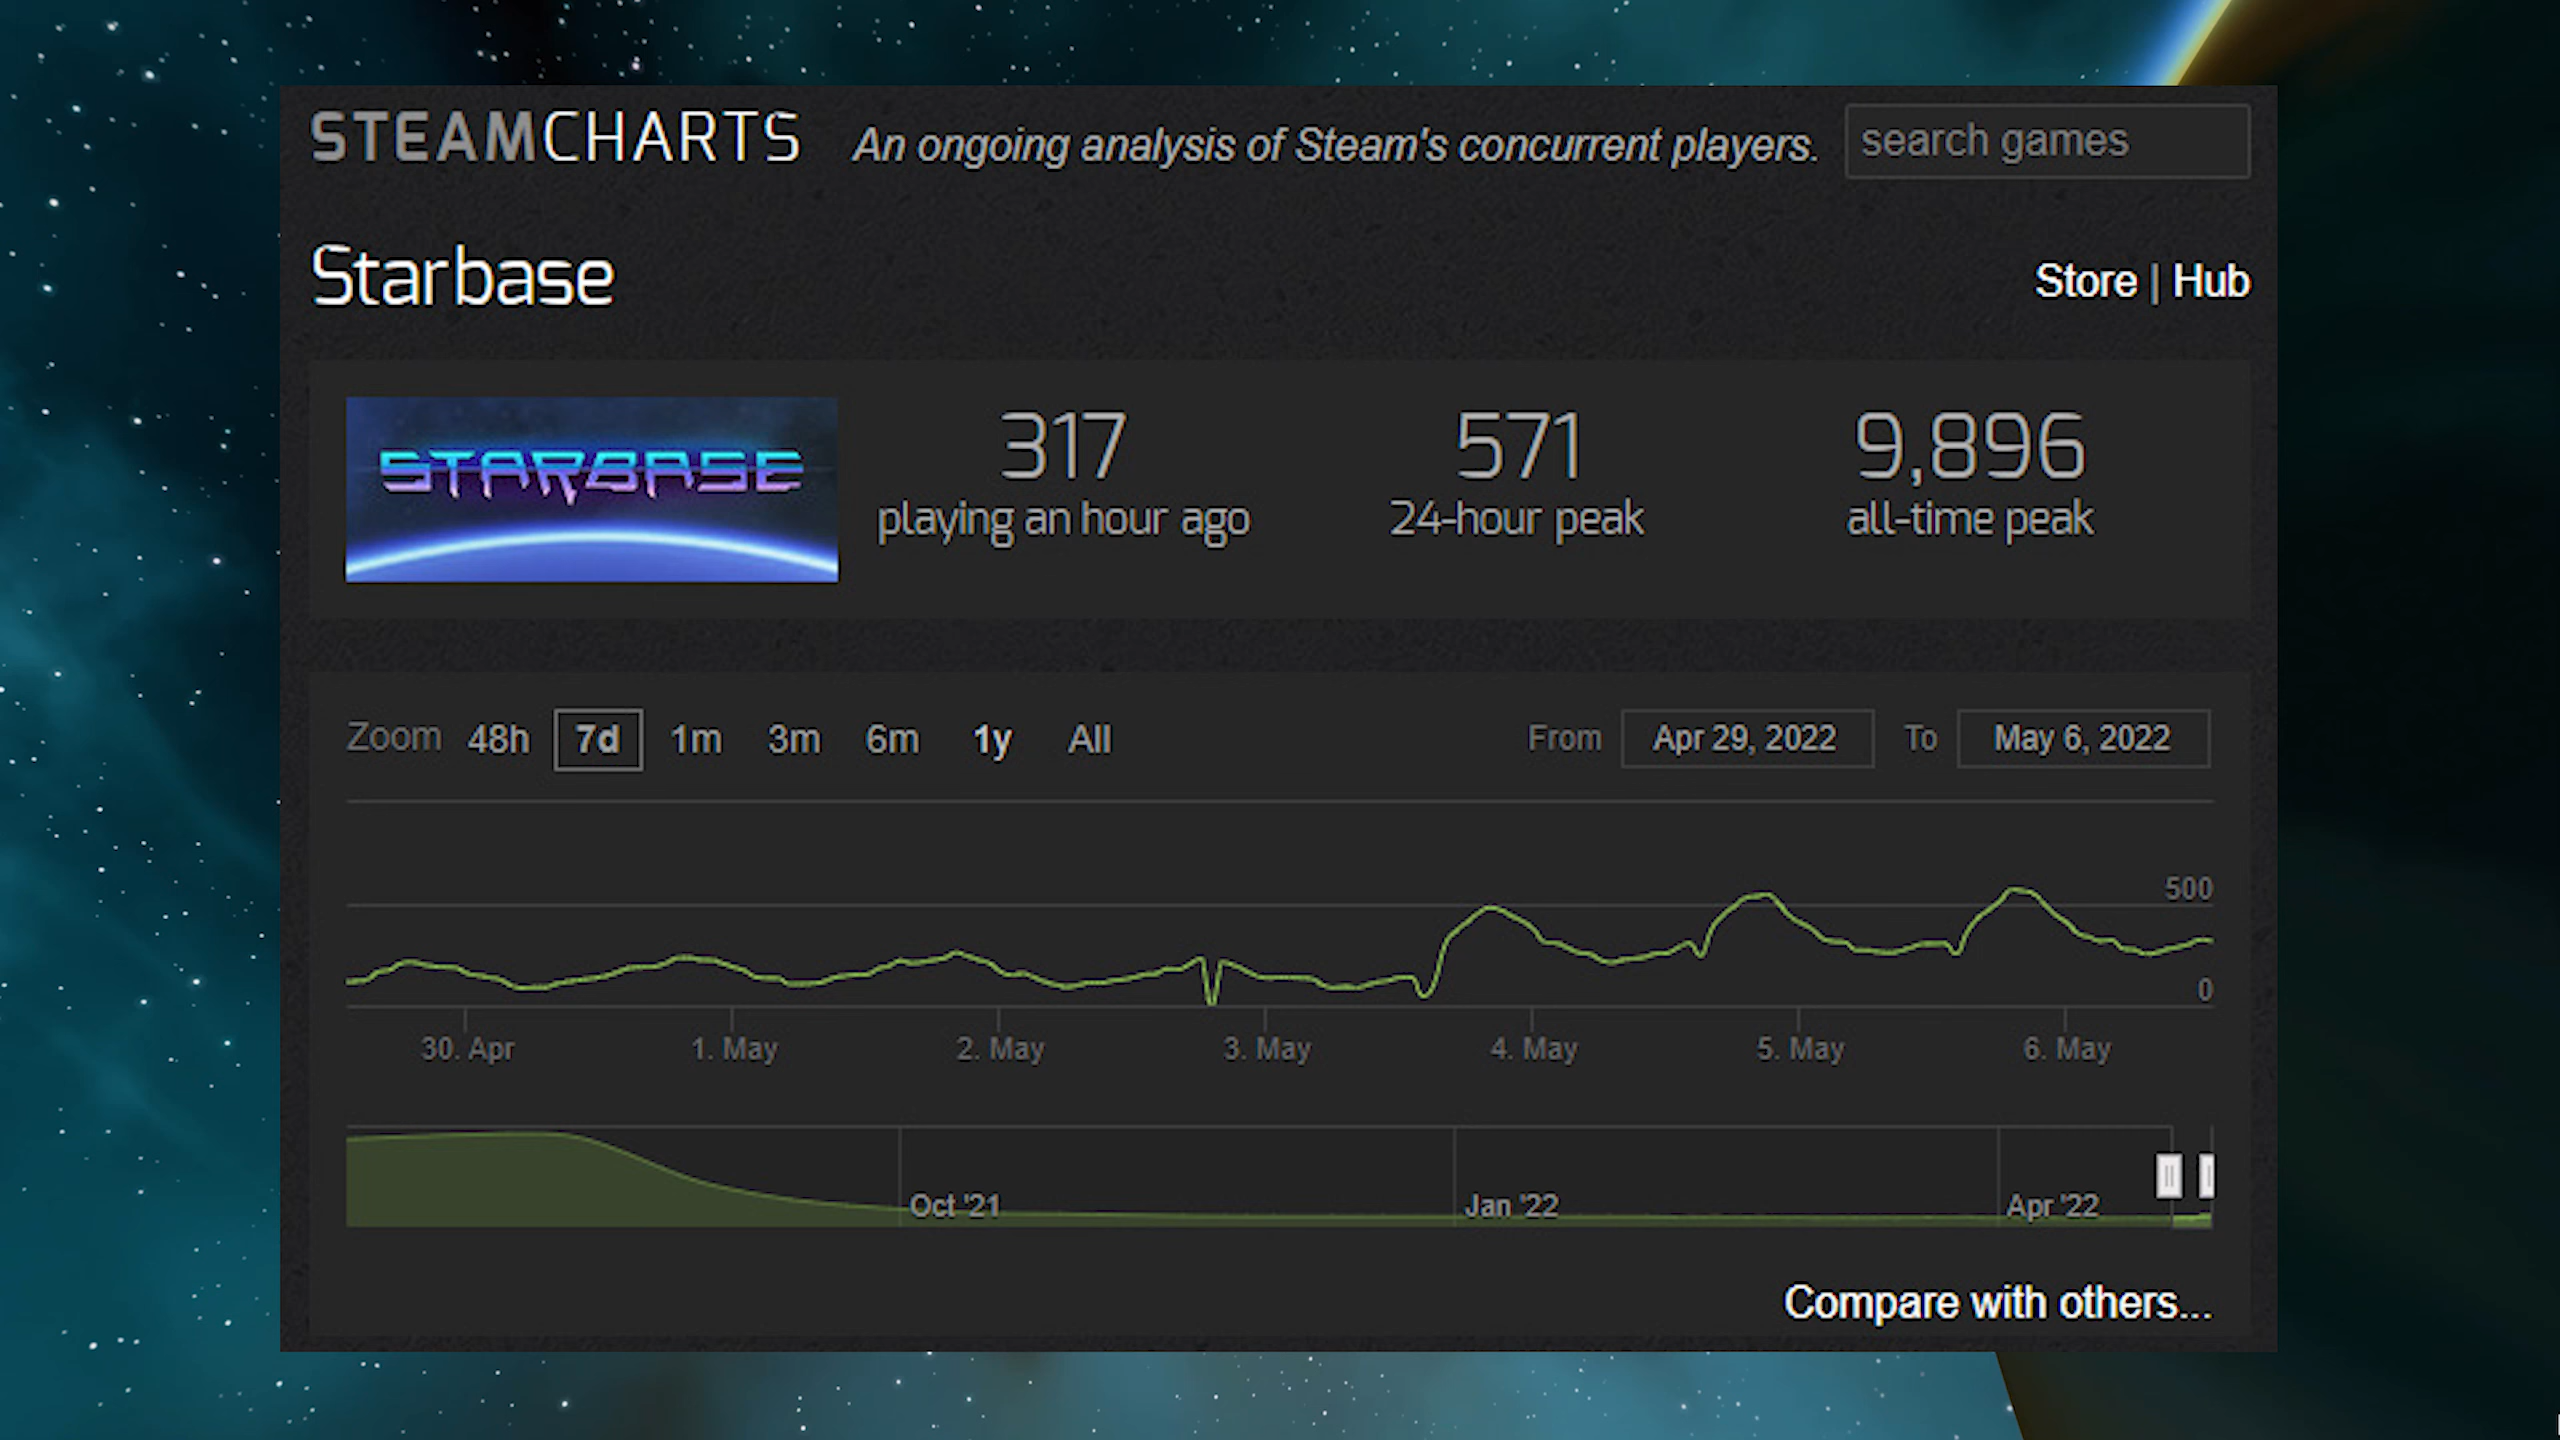 STEAMCHARTS An ongoing analysis of Steam's concurrent players. search games
Starbase Store | Hub
STARBASE
317 571 9,896
playing an hour ago 24-hour peak all-time peak
Zoom 48h 7d 1m 3m 6m 1y All From Apr 29, 2022 To May 6, 2022
500
0
30. Apr 1. May 2. May 3. May 4. May 5. May 6. May
Oct '21 Jan '22 Apr '22
Compare with others...